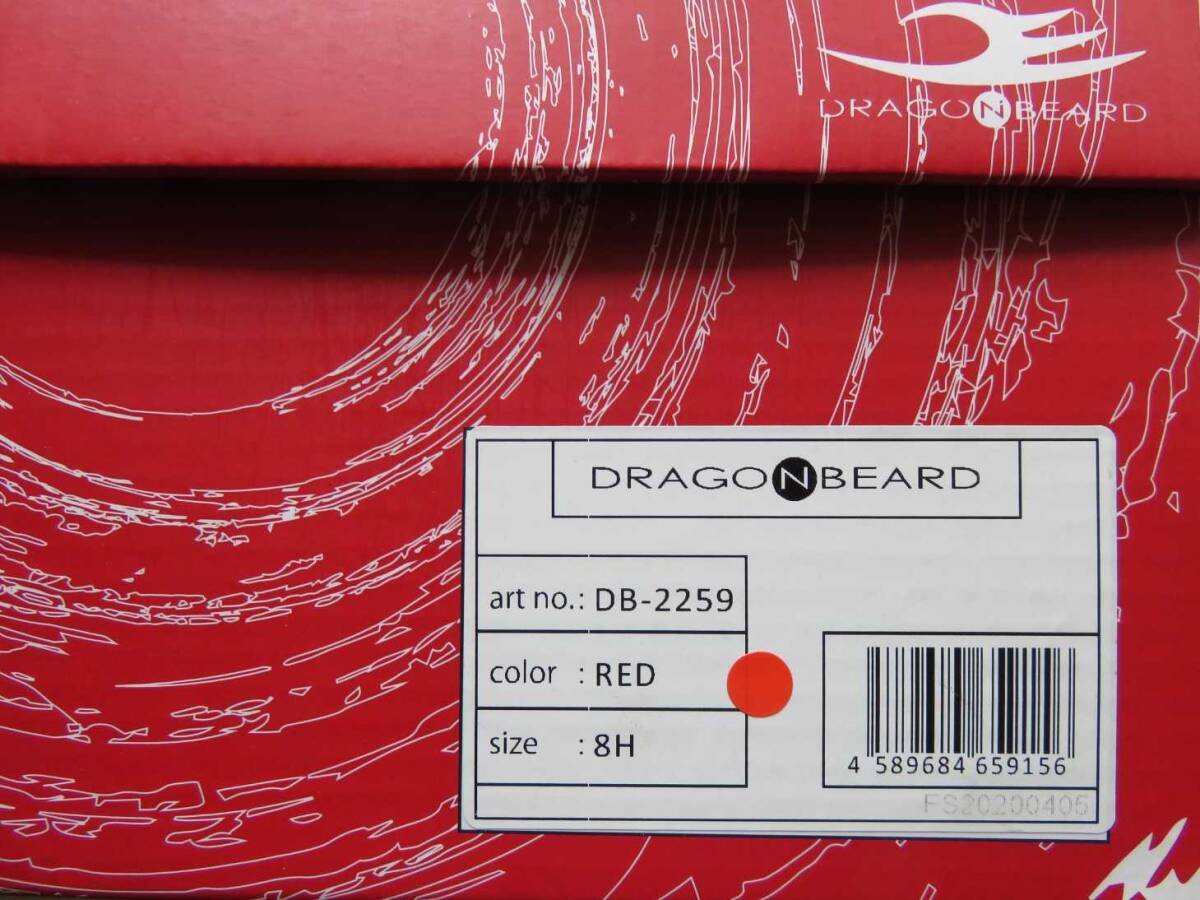 DRAGONBEARD
DRAGONBEARD
art no.: DB-2259
color : RED
size : 8H
4 589684 659156
FS20200405